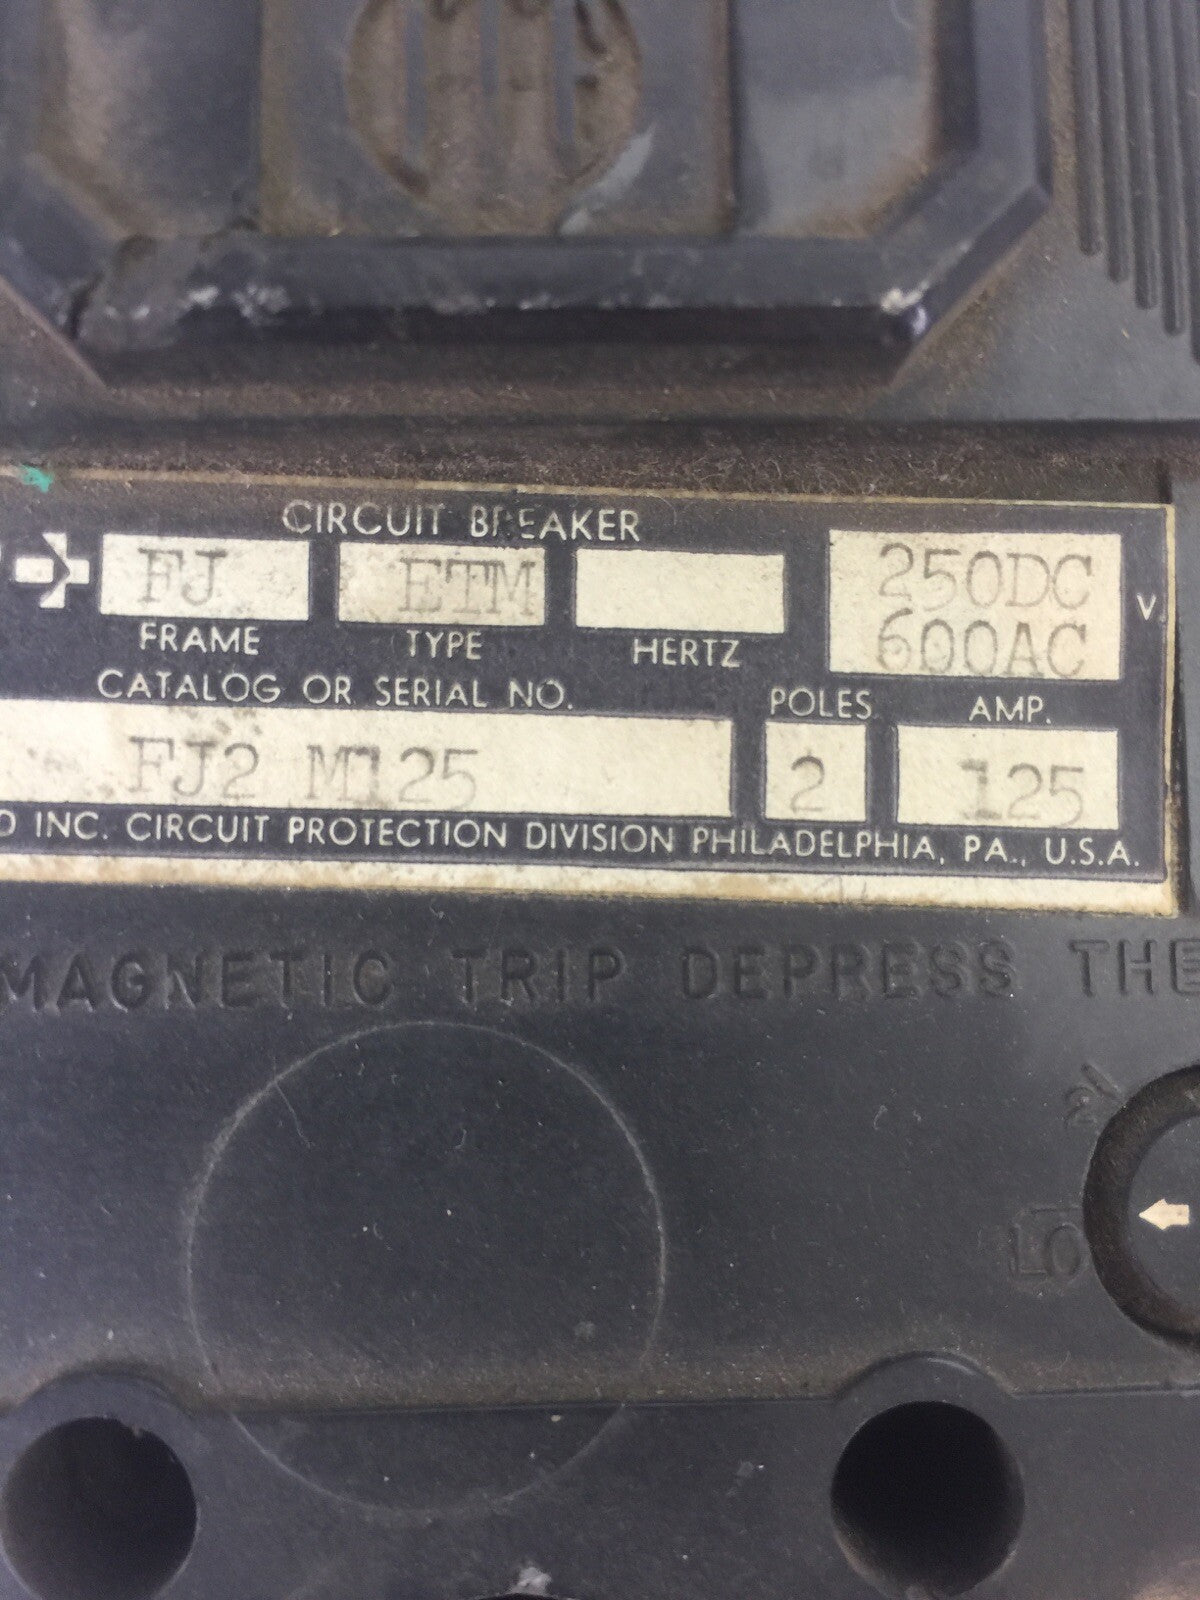 CIRCUIT BREAKER
FJ ETM 250DC
600AC V.
FRAME TYPE HERTZ
CATALOG OR SERIAL NO. POLES AMP.
FJ2 M125 2 125
INC. CIRCUIT PROTECTION DIVISION PHILADELPHIA, PA., U.S.A.
MAGNETIC TRIP DEPRESS THE